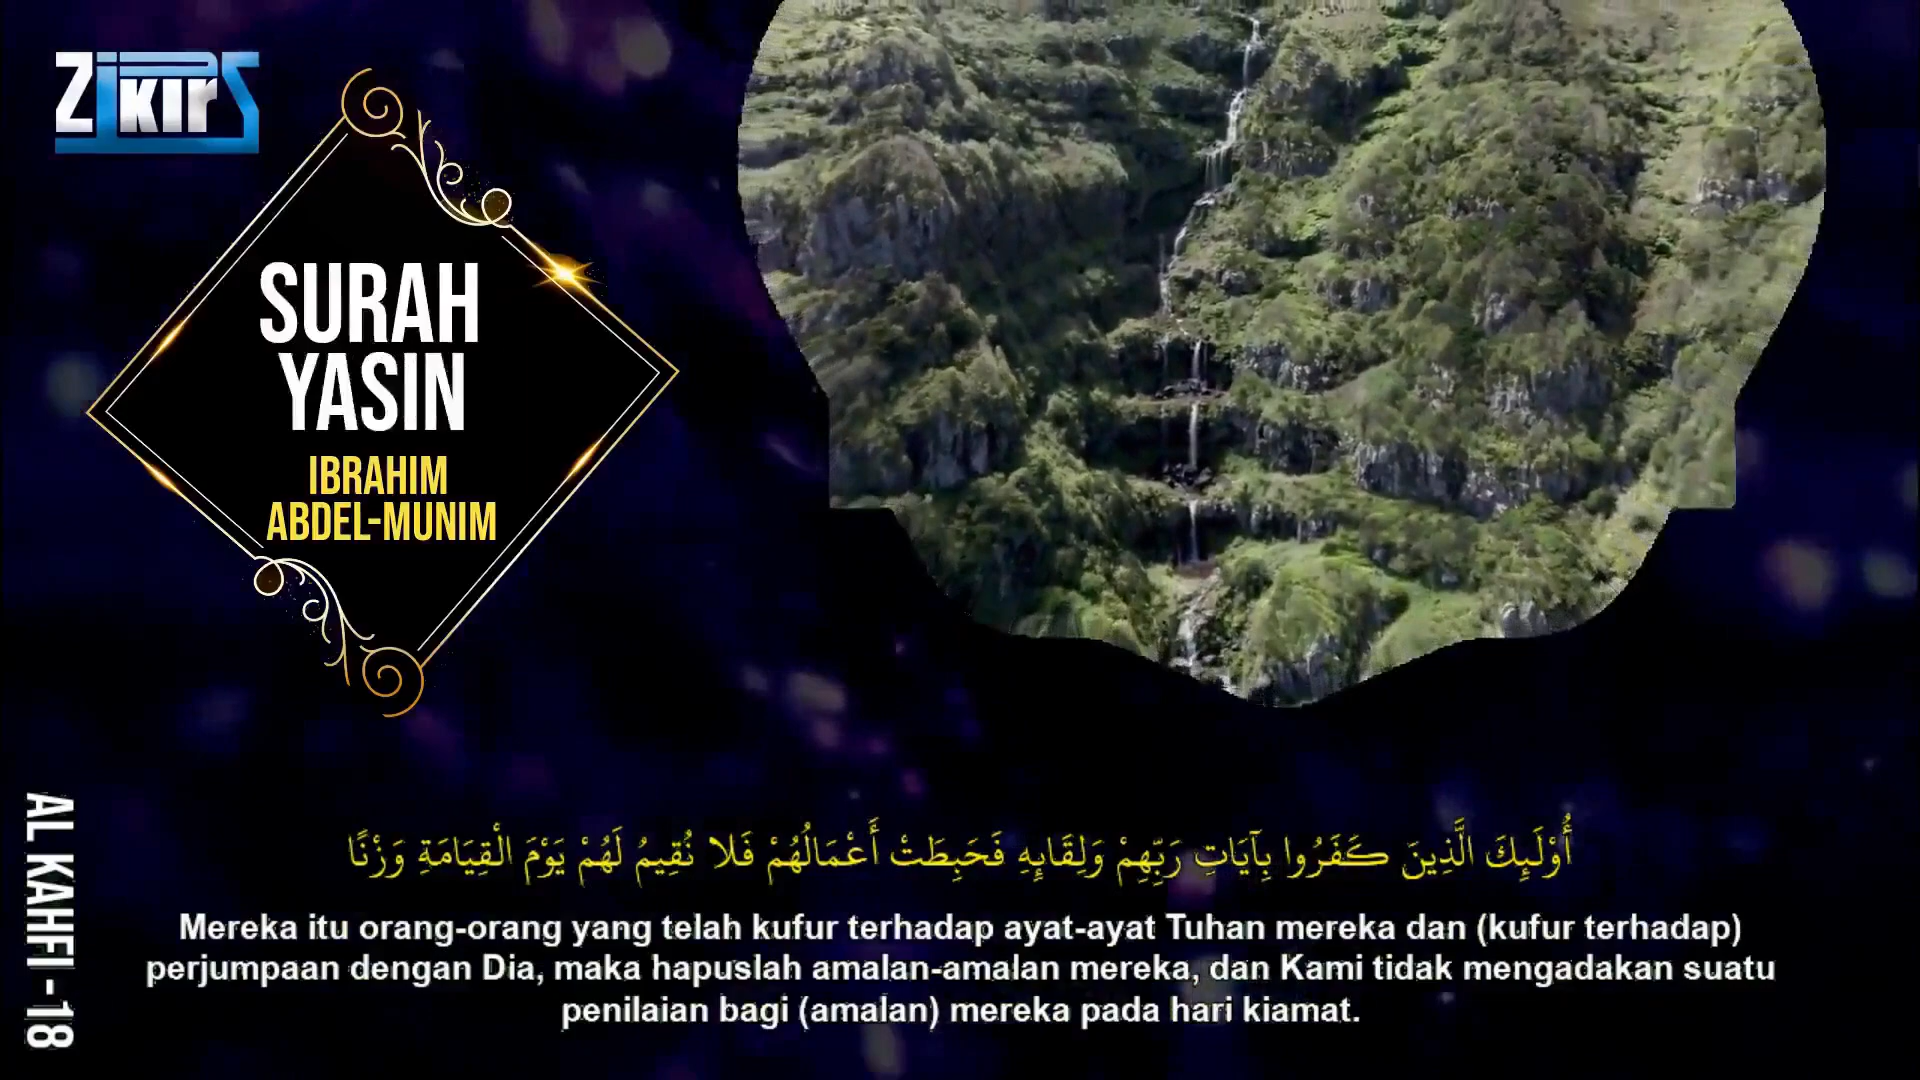 ZikirS
SURAH
YASIN
IBRAHIM
ABDEL-MUNIM
أُوْلَٰئِكَ الَّذِينَ كَفَرُوا بِآيَاتِ رَبِّهِمْ وَلِقَائِهِ فَحَبِطَتْ أَعْمَالُهُمْ فَلا نُقِيمُ لَهُمْ يَوْمَ الْقِيَامَةِ وَزْنًا
Mereka itu orang-orang yang telah kufur terhadap ayat-ayat Tuhan mereka dan (kufur terhadap)
perjumpaan dengan Dia, maka hapuslah amalan-amalan mereka, dan Kami tidak mengadakan suatu
penilaian bagi (amalan) mereka pada hari kiamat.
AL KAHFI - 18